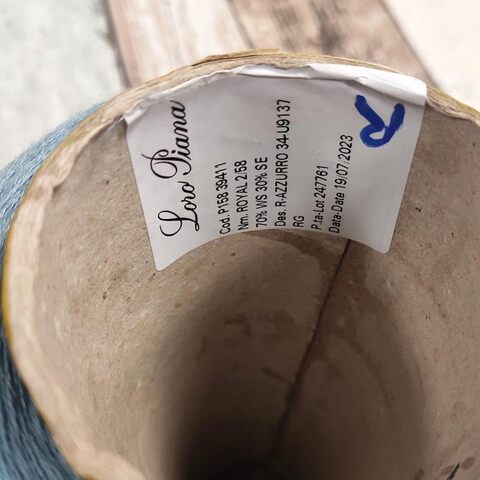 Loro Piana
Cod. P158 39411
Nm. ROYAL 2/58
70% WS 30% SE
Des. R-AZZURRO 34-U9137
RG
P.ta-Lot 247761
Data-Date 19/07.2023
R